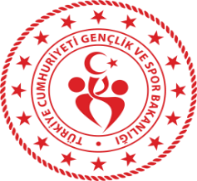 TÜRKİYE CUMHURİYETİ GENÇLİK VE SPOR BAKANLIĞI